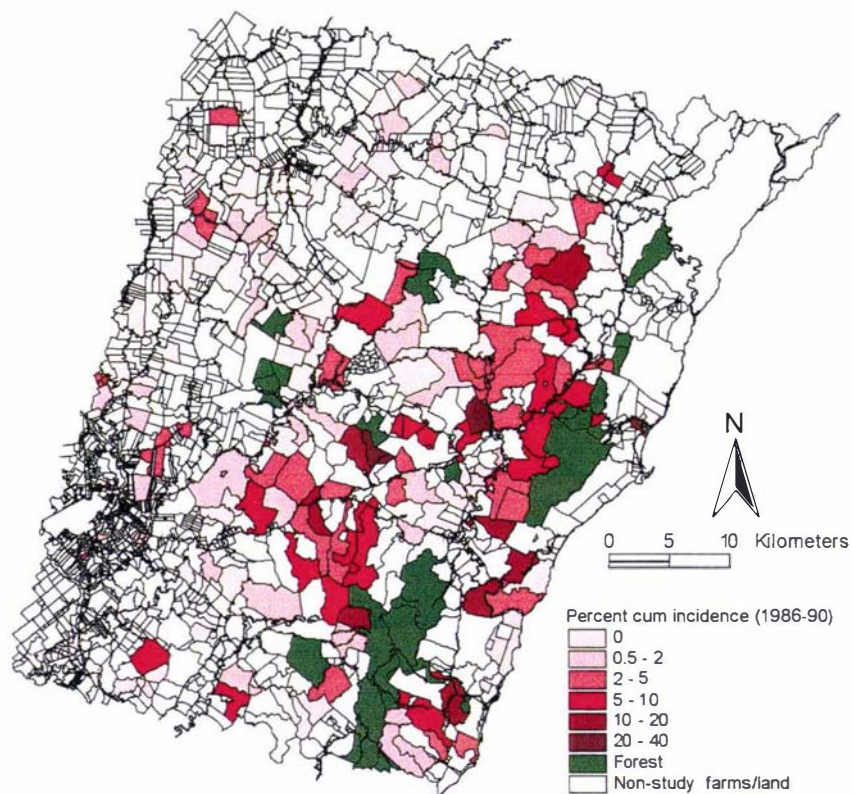 N
0 5 10 Kilometers
Percent cum incidence (1986-90)
0
0.5 - 2
2 - 5
5 - 10
10 - 20
20 - 40
Forest
Non-study farms/land